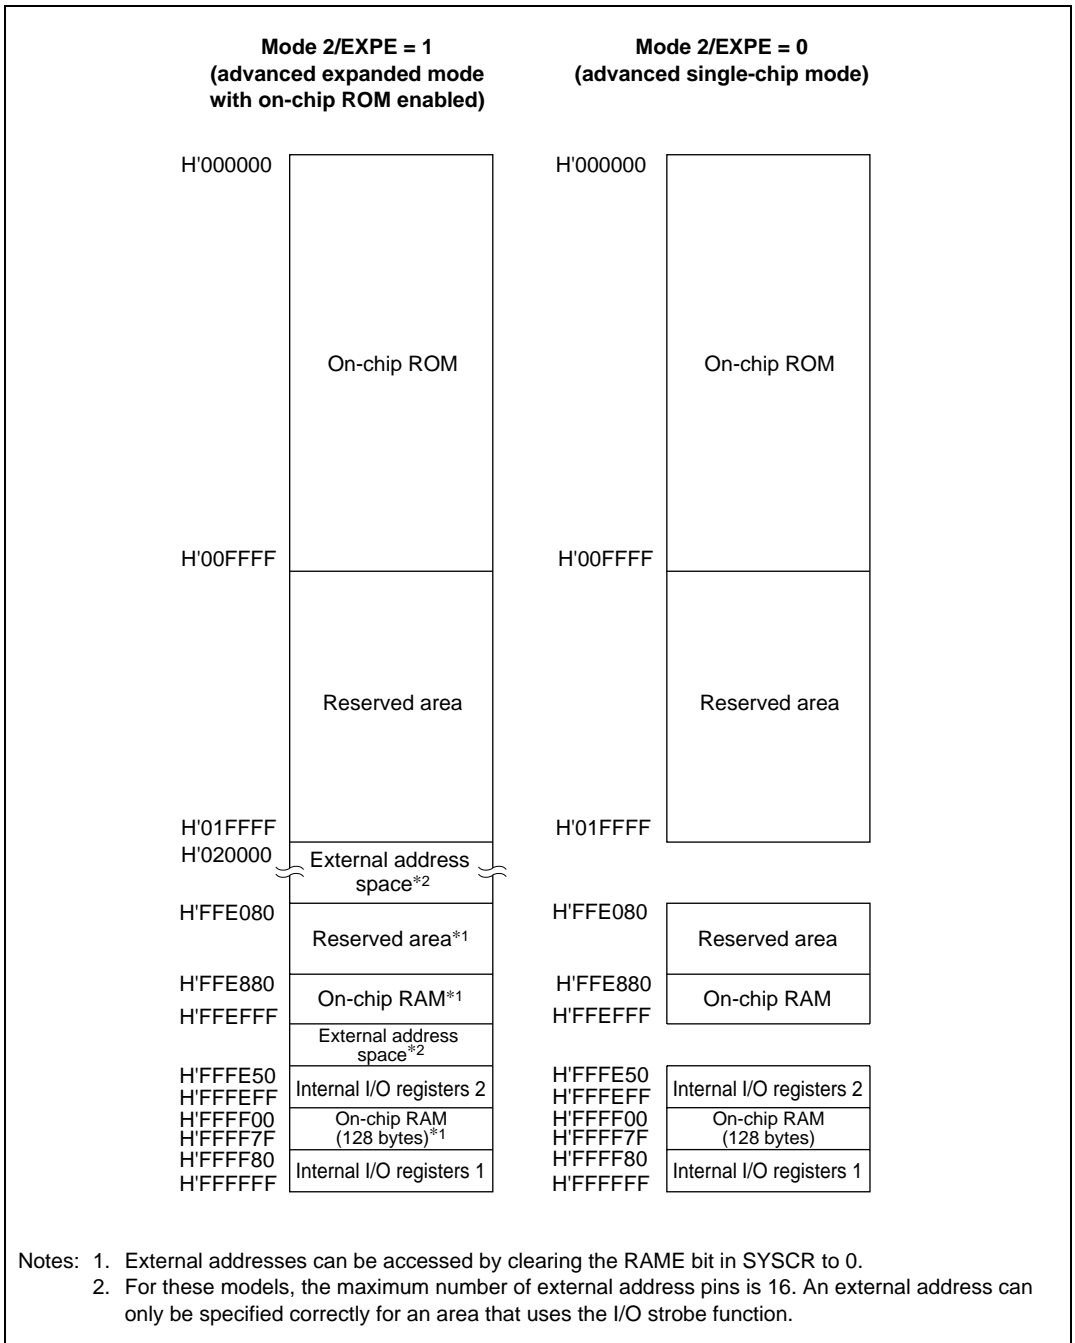 Mode 2/EXPE = 1
(advanced expanded mode
with on-chip ROM enabled)
H'000000
On-chip ROM
H'00FFFF
Reserved area
H'01FFFF
H'020000
External address
space*2
H'FFE080
Reserved area*1
H'FFE880
On-chip RAM*1
H'FFEFFF
External address
space*2
H'FFFE50
Internal I/O registers 2
H'FFFEFF
H'FFFF00
On-chip RAM
(128 bytes)*1
H'FFFF7F
H'FFFF80
Internal I/O registers 1
H'FFFFFF
Mode 2/EXPE = 0
(advanced single-chip mode)
H'000000
On-chip ROM
H'00FFFF
Reserved area
H'01FFFF
H'FFE080
Reserved area
H'FFE880
On-chip RAM
H'FFEFFF
H'FFFE50
Internal I/O registers 2
H'FFFEFF
H'FFFF00
On-chip RAM
(128 bytes)
H'FFFF7F
H'FFFF80
Internal I/O registers 1
H'FFFFFF
Notes: 1. External addresses can be accessed by clearing the RAME bit in SYSCR to 0.
2. For these models, the maximum number of external address pins is 16. An external address can
only be specified correctly for an area that uses the I/O strobe function.